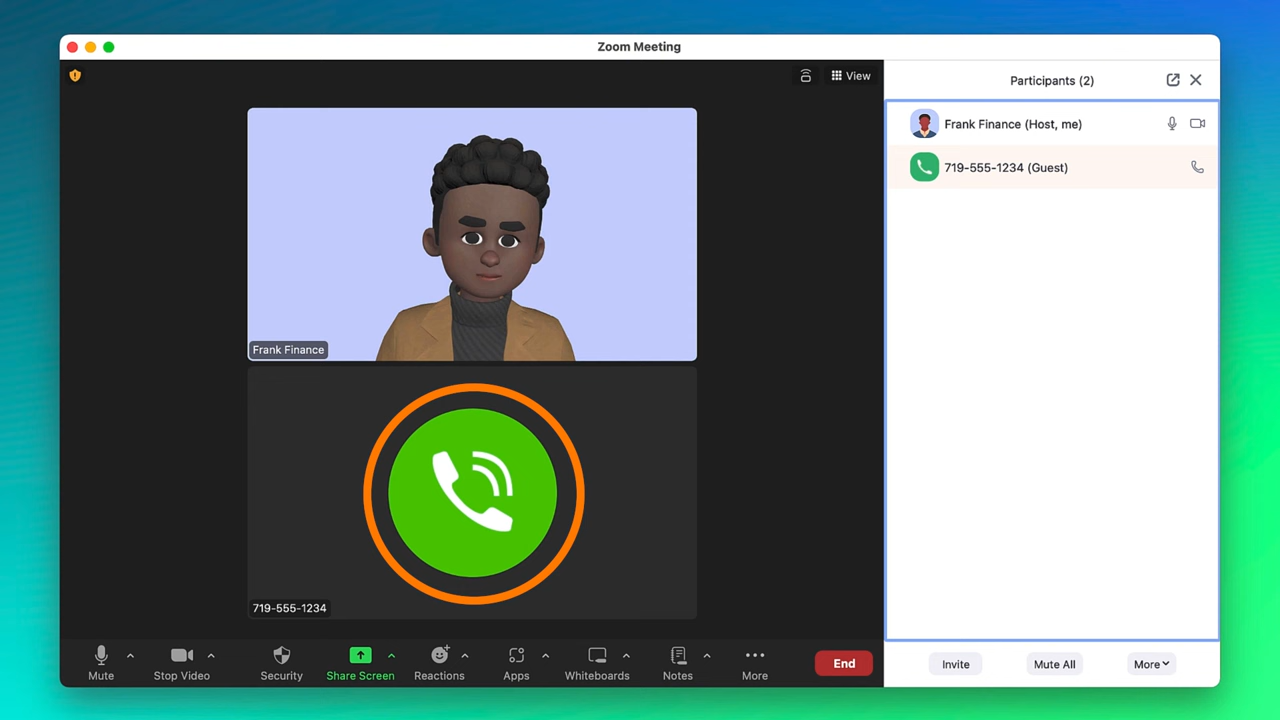 Zoom Meeting
View
Participants (2)
Frank Finance (Host, me)
719-555-1234 (Guest)
Frank Finance
719-555-1234
Mute
Stop Video
Security
Share Screen
Reactions
Apps
Whiteboards
Notes
More
End
Invite
Mute All
More